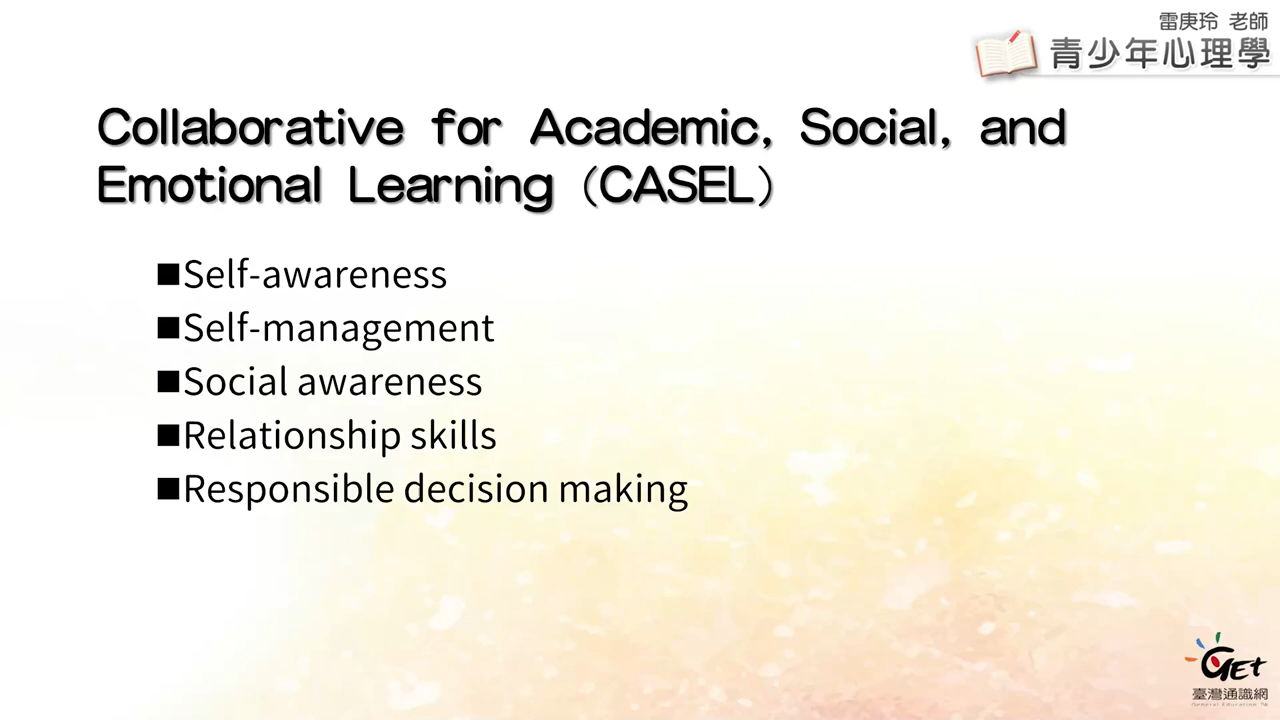 雷庚玲 老師
青少年心理學
Collaborative for Academic, Social, and
Emotional Learning（CASEL）
■Self-awareness
■Self-management
■Social awareness
■Relationship skills
■Responsible decision making
GET
臺灣通識網